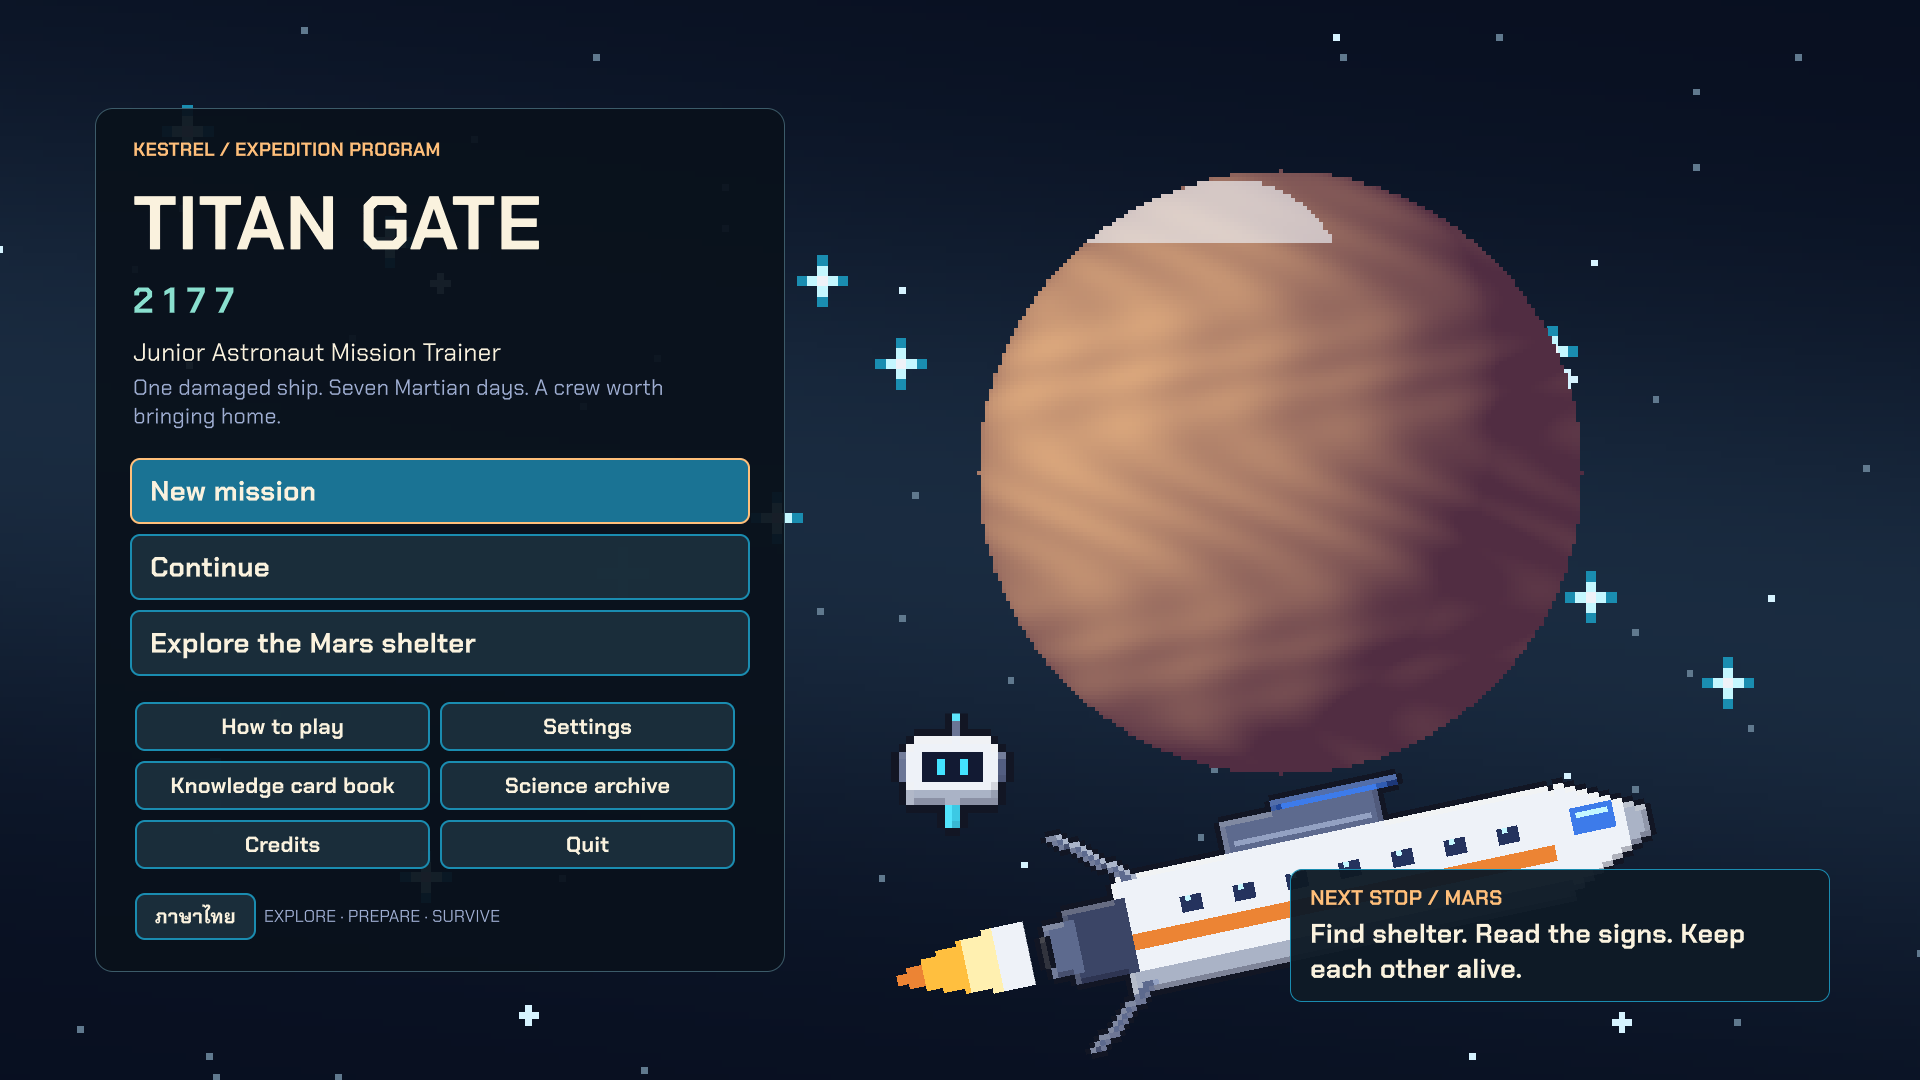 KESTREL / EXPEDITION PROGRAM
TITAN GATE
2177
Junior Astronaut Mission Trainer
One damaged ship. Seven Martian days. A crew worth
bringing home.
New mission
Continue
Explore the Mars shelter
How to play
Settings
Knowledge card book
Science archive
Credits
Quit
ภาษาไทย
EXPLORE · PREPARE · SURVIVE
NEXT STOP / MARS
Find shelter. Read the signs. Keep
each other alive.